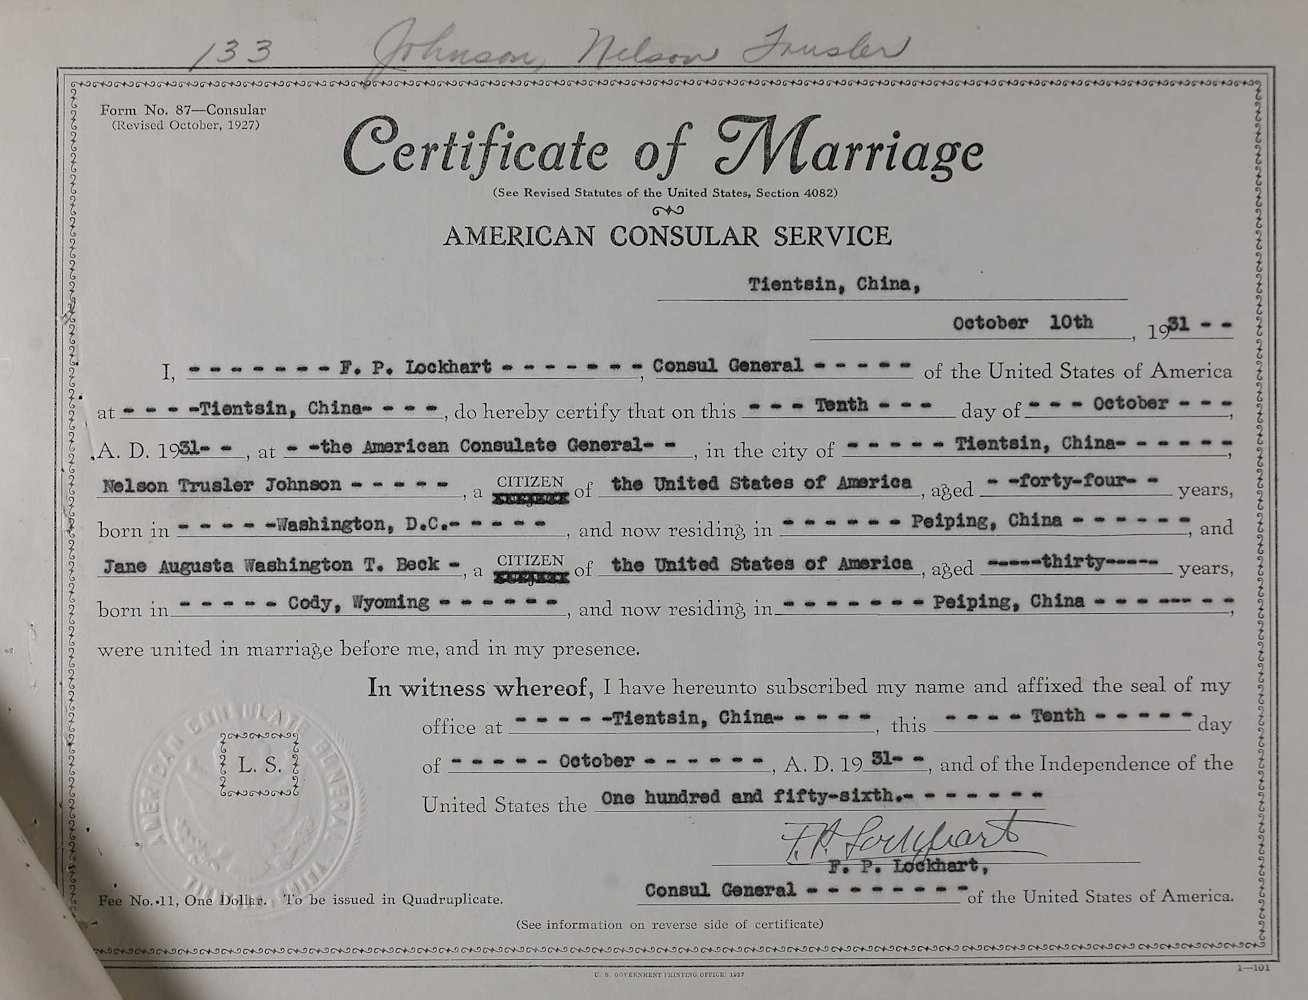 133 Johnson, Nelson Trusler
Form No. 87—Consular
(Revised October, 1927)
Certificate of Marriage
(See Revised Statutes of the United States, Section 4082)
AMERICAN CONSULAR SERVICE
Tientsin, China,
October 10th, 1931 - -
I, - - - - - - - F. P. Lockhart - - - - - - -, Consul General - - - - - of the United States of America
at - - - -Tientsin, China- - - -, do hereby certify that on this - - - Tenth - - - day of - - - October - - -,
A. D. 1931- -, at - -the American Consulate General- -, in the city of - - - - - Tientsin, China- - - - - -,
Nelson Trusler Johnson - - - - -, a CITIZEN of the United States of America, aged - -forty-four- - years,
born in - - - - -Washington, D.C.- - - - -, and now residing in - - - - - - Peiping, China - - - - - -, and
Jane Augusta Washington T. Beck -, a CITIZEN of the United States of America, aged -----thirty----- years,
born in - - - - - Cody, Wyoming - - - - - -, and now residing in - - - - - - - Peiping, China - - - - --- - -,
were united in marriage before me, and in my presence.
In witness whereof, I have hereunto subscribed my name and affixed the seal of my
office at - - - - -Tientsin, China- - - - -, this - - - - Tenth - - - - - day
of - - - - - October - - - - - -, A. D. 1931- -, and of the Independence of the
United States the One hundred and fifty-sixth.- - - - - - -
AMERICAN CONSULATE GENERAL
L. S.
F. P. Lockhart
F. P. Lockhart,
Consul General - - - - - - - - of the United States of America.
Fee No. 11, One Dollar. To be issued in Quadruplicate.
(See information on reverse side of certificate)
U. S. GOVERNMENT PRINTING OFFICE: 1927
1—101